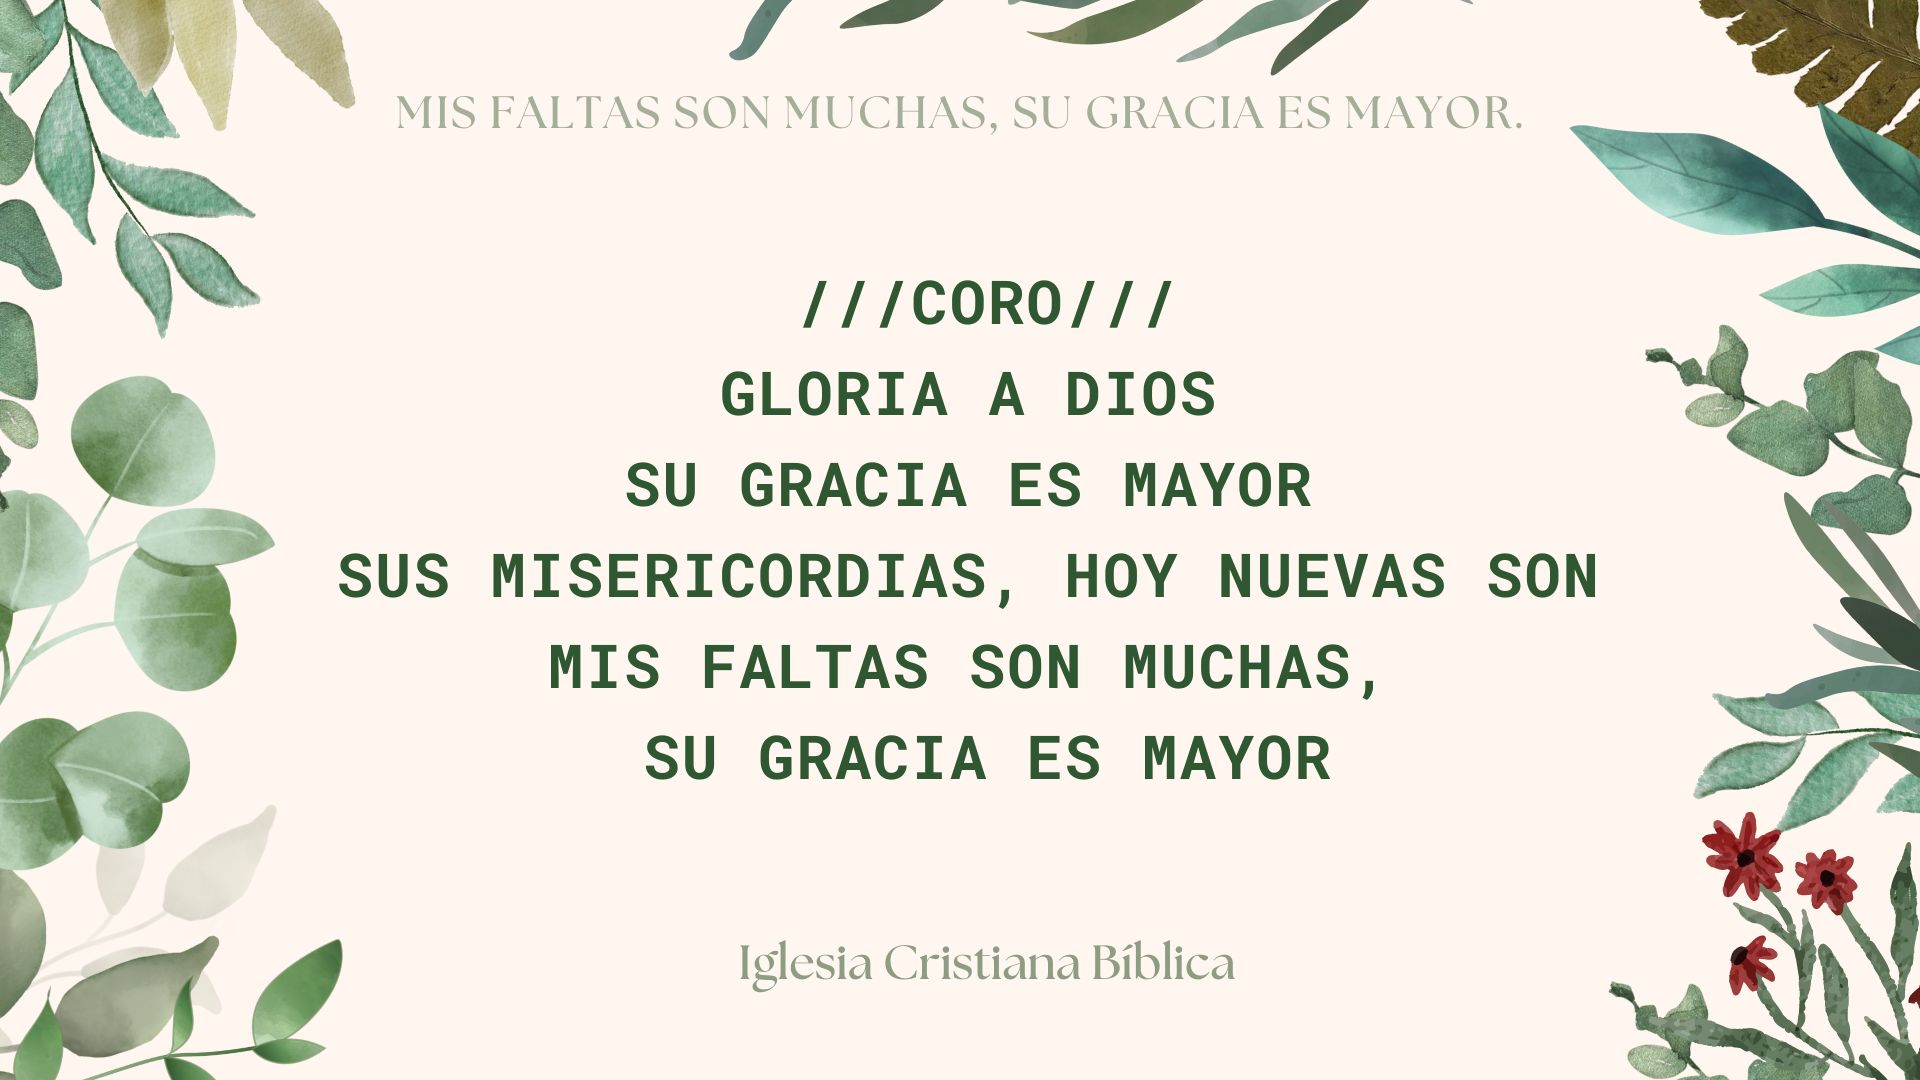 MIS FALTAS SON MUCHAS, SU GRACIA ES MAYOR.
///CORO///
GLORIA A DIOS
SU GRACIA ES MAYOR
SUS MISERICORDIAS, HOY NUEVAS SON
MIS FALTAS SON MUCHAS,
SU GRACIA ES MAYOR
Iglesia Cristiana Bíblica